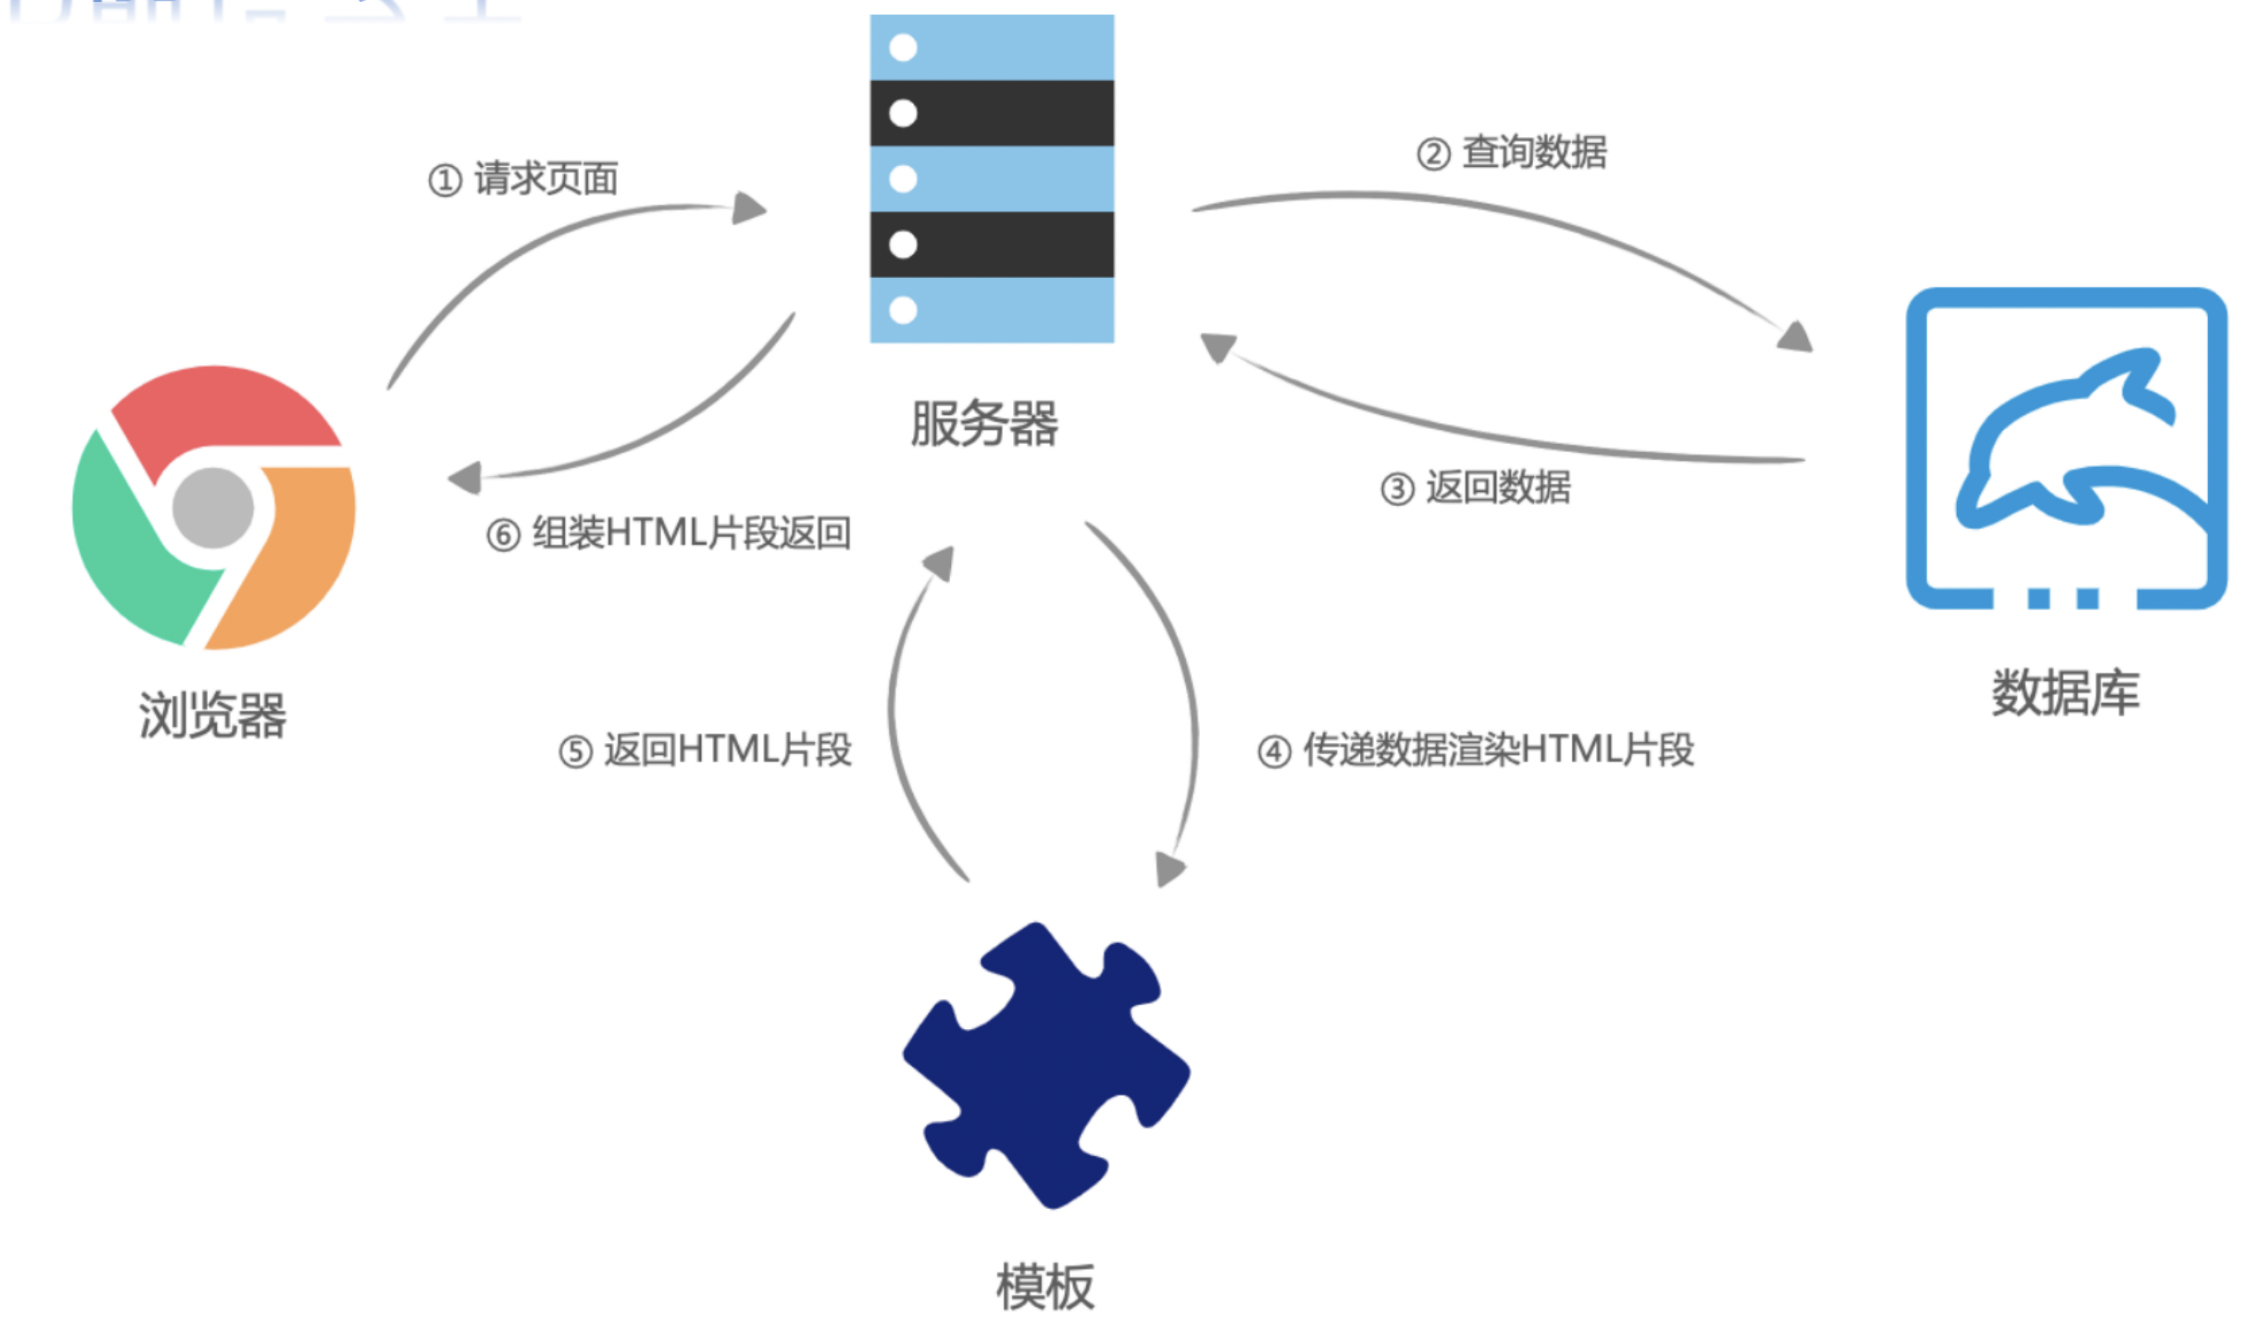 ① 请求页面
② 查询数据
服务器
③ 返回数据
⑥ 组装HTML片段返回
浏览器
数据库
⑤ 返回HTML片段
④ 传递数据渲染HTML片段
模板